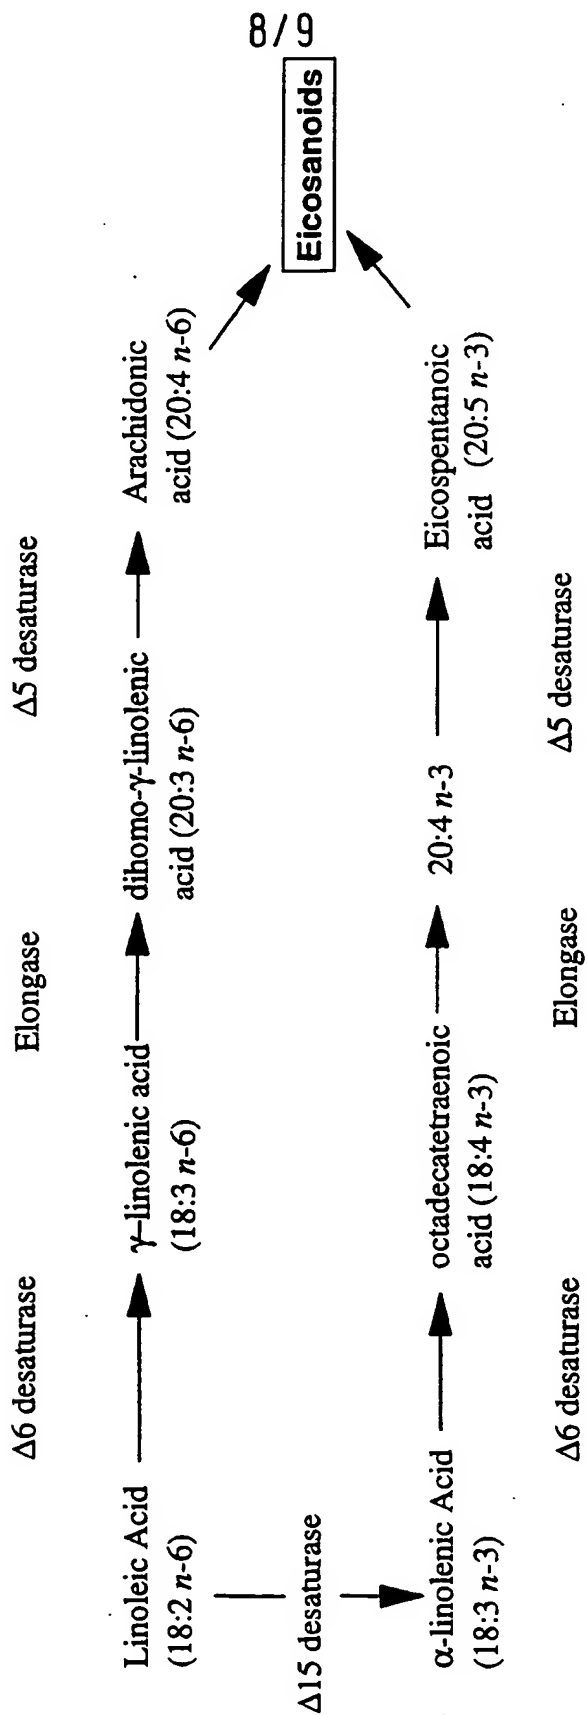 8/9
Δ6 desaturase
Elongase
Δ5 desaturase
Linoleic Acid
(18:2 n-6)
γ-linolenic acid
(18:3 n-6)
dihomo-γ-linolenic
acid (20:3 n-6)
Arachidonic
acid (20:4 n-6)
Δ15 desaturase
Eicosanoids
α-linolenic Acid
(18:3 n-3)
octadecatetraenoic
acid (18:4 n-3)
20:4 n-3
Eicospentanoic
acid (20:5 n-3)
Δ6 desaturase
Elongase
Δ5 desaturase